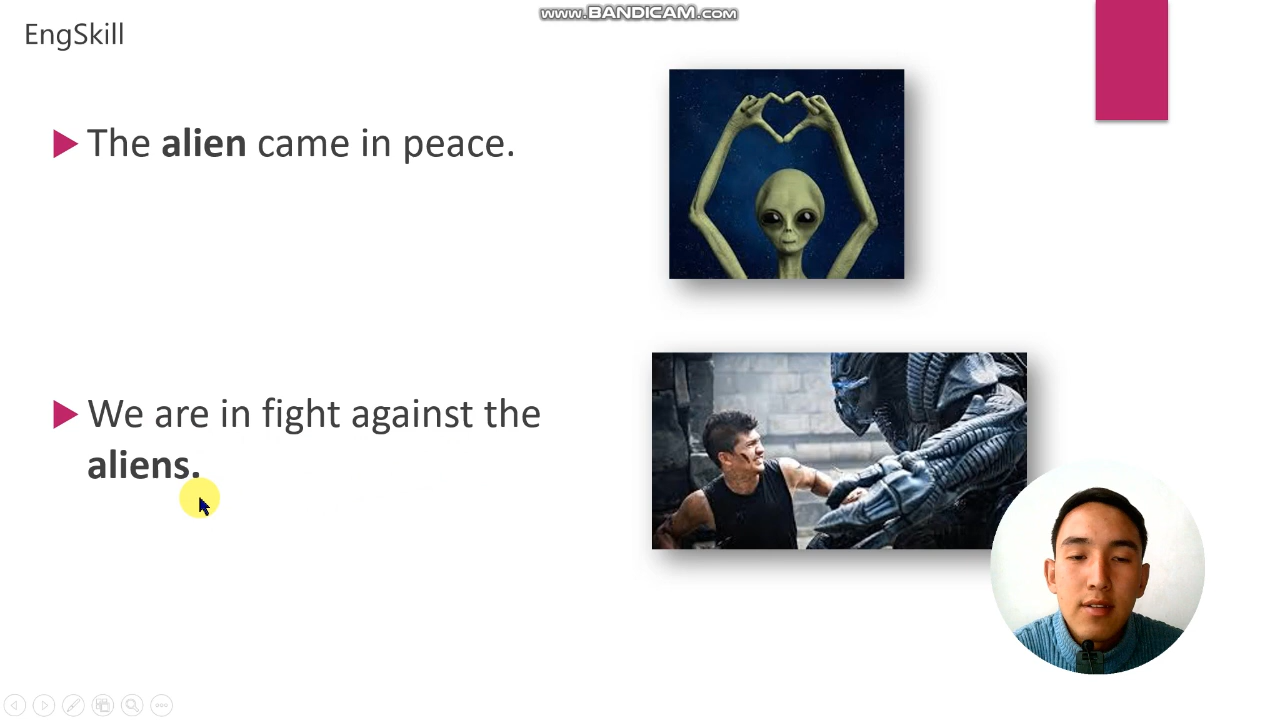 www.BANDICAM.com
EngSkill
The alien came in peace.
We are in fight against the
aliens.